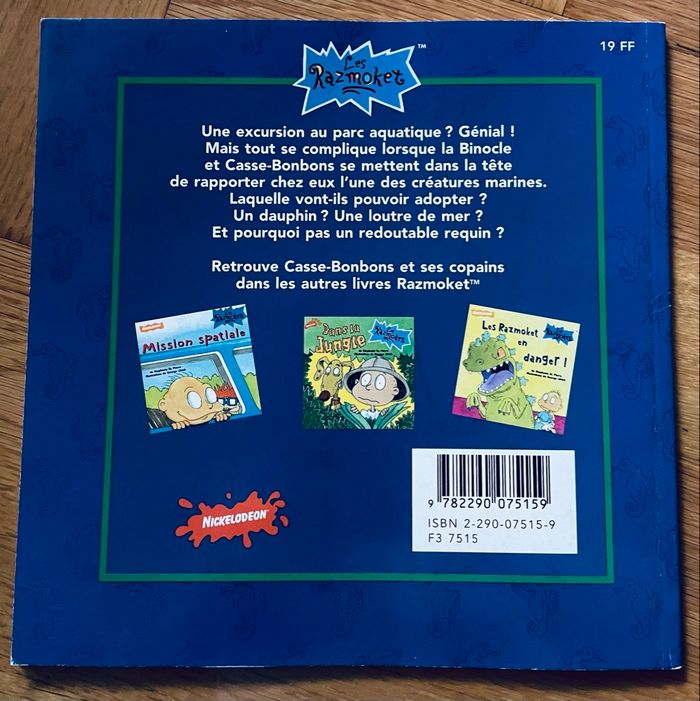 19 FF
Les
Razmoket™
Une excursion au parc aquatique ? Génial !
Mais tout se complique lorsque la Binocle
et Casse-Bonbons se mettent dans la tête
de rapporter chez eux l'une des créatures marines.
Laquelle vont-ils pouvoir adopter ?
Un dauphin ? Une loutre de mer ?
Et pourquoi pas un redoutable requin ?
Retrouve Casse-Bonbons et ses copains
dans les autres livres Razmoket™
Mission spatiale
Dans la
Jungle
Les Razmoket
en
danger !
NICKELODEON®
9 782290 075159
ISBN 2-290-07515-9
F3 7515